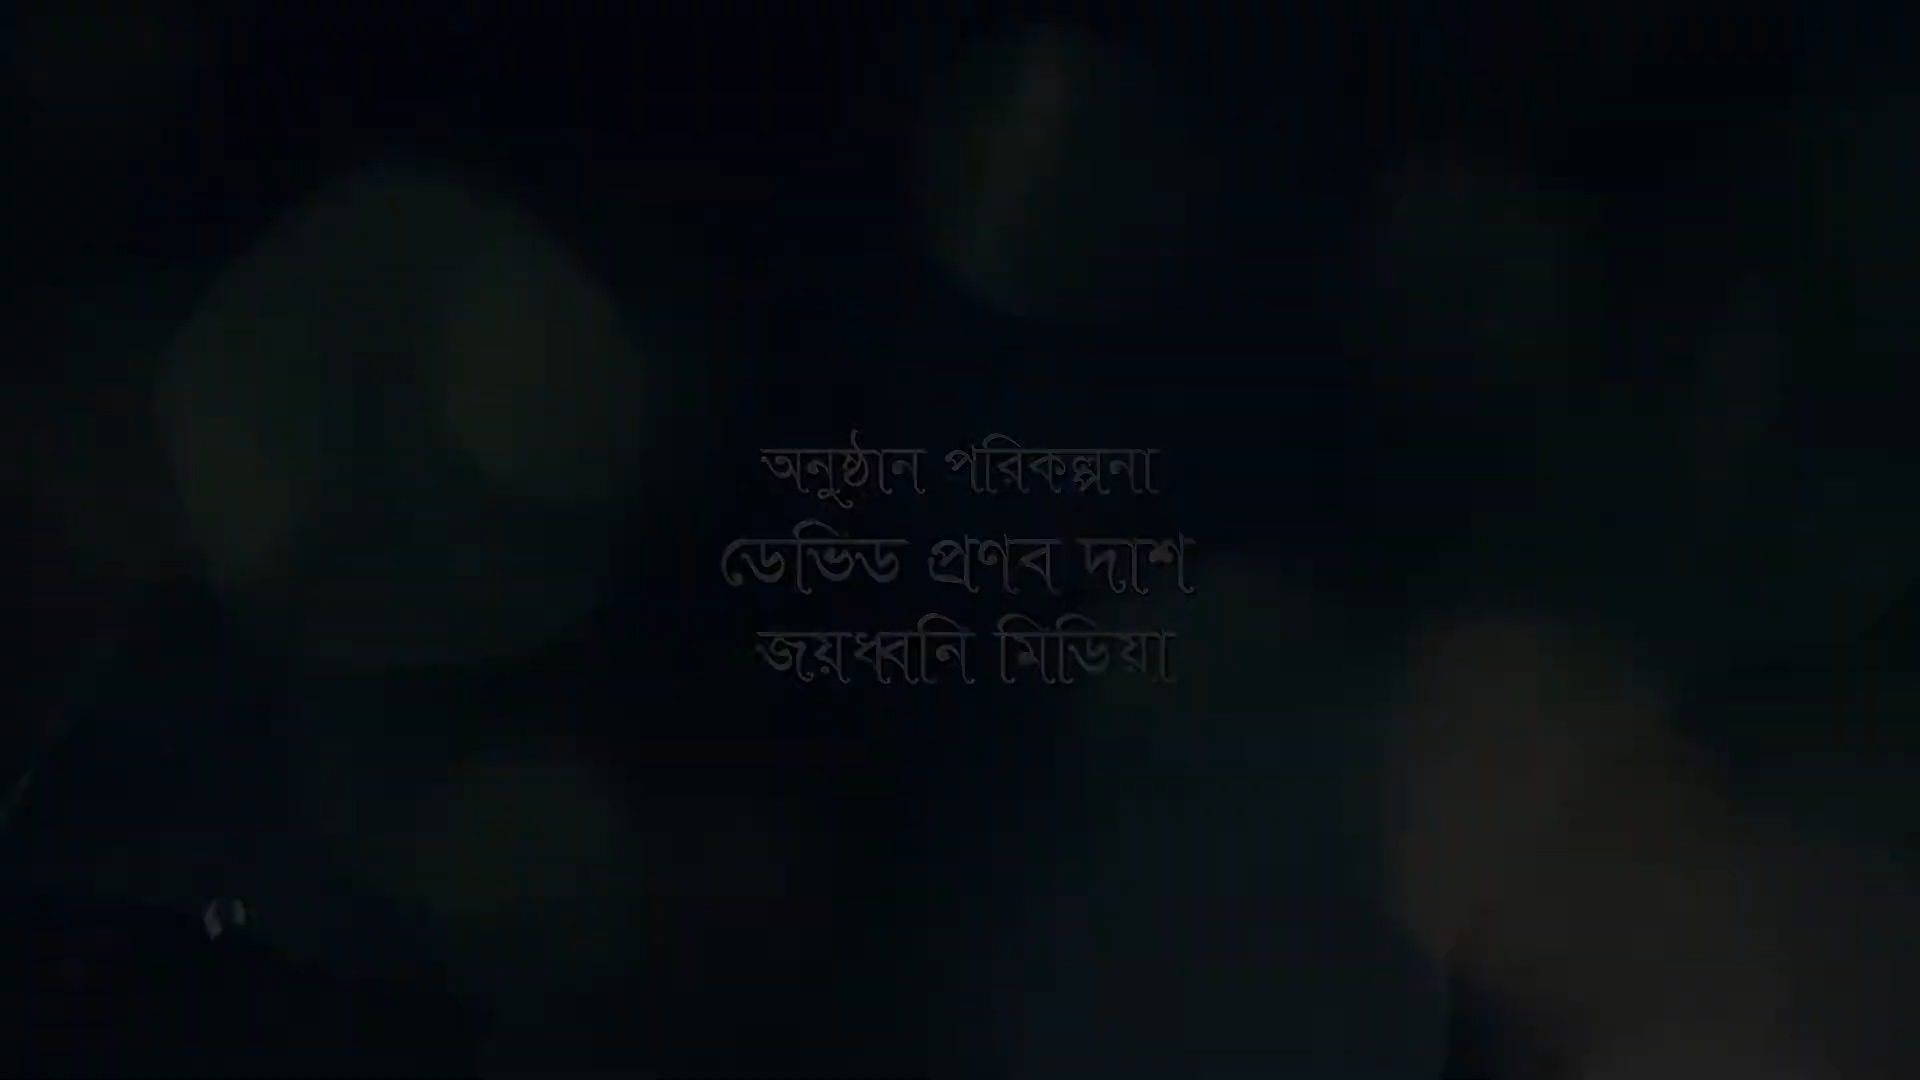 অনুষ্ঠান পরিকল্পনা
ডেভিড প্রণব দাশ
জয়ধ্বনি মিডিয়া